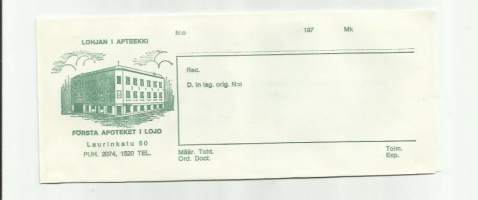 LOHJAN I APTEEKKI
FÖRSTA APOTEKET I LOJO
Laurinkatu 50
PUH. 2074, 1520 TEL.
N:o 197 Mk
Rec.
D. in lag. orig. N:o
Määr. Toht. Toim.
Ord. Doct. Exp.